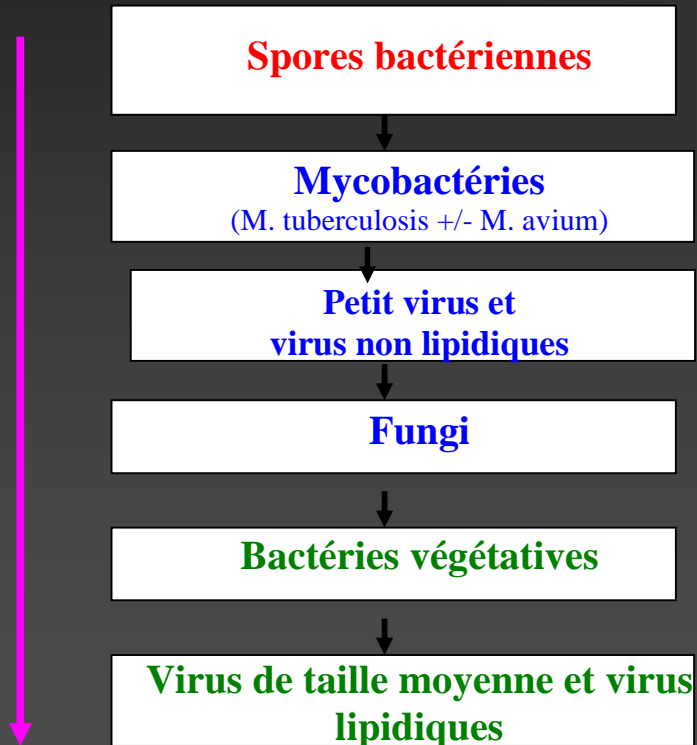 Spores bactériennes
Mycobactéries
(M. tuberculosis +/- M. avium)
Petit virus et
virus non lipidiques
Fungi
Bactéries végétatives
Virus de taille moyenne et virus
lipidiques